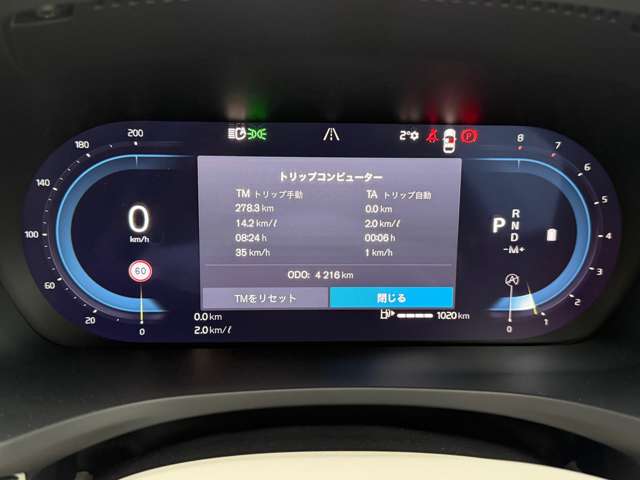 200
180
140
100
60
20
0
0
km/h
60
2°
トリップコンピューター
TM トリップ手動
TA トリップ自動
278.3 km
0.0 km
14.2 km/ℓ
2.0 km/ℓ
08:24 h
00:06 h
35 km/h
1 km/h
ODO: 4 216 km
TMをリセット
閉じる
0.0 km
2.0 km/ℓ
1020 km
P
R
N
D
-M+
8
7
6
4
3
2
1
0